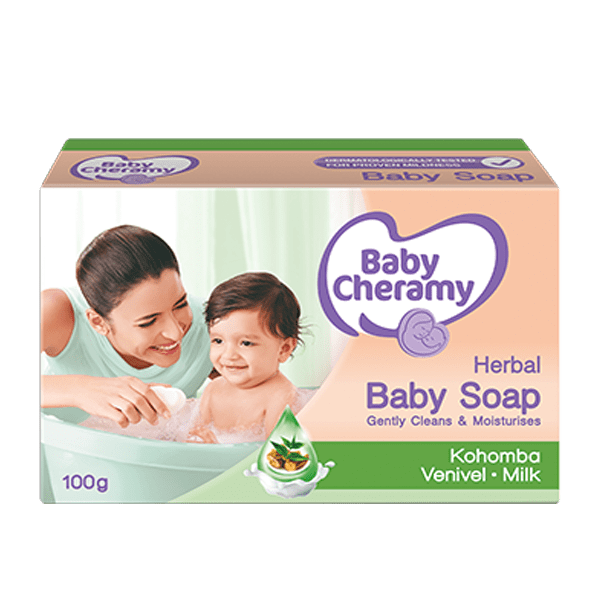 Baby
Cheramy
DERMATOLOGICALLY TESTED
FOR PROVEN MILDNESS
Baby Soap
Baby
Cheramy
Herbal
Baby Soap
Gently Cleans & Moisturises
Kohomba
Venivel • Milk
100g